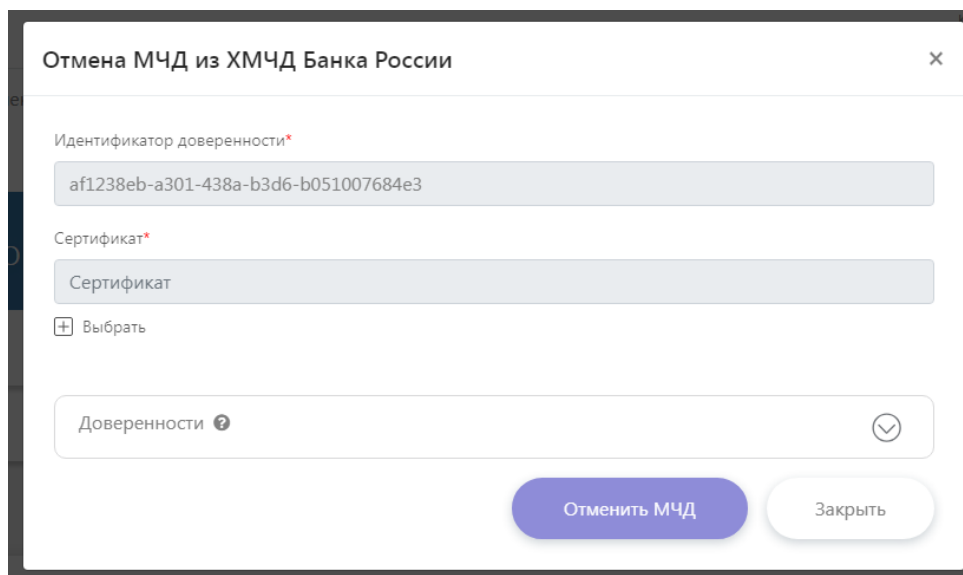 Отмена МЧД из ХМЧД Банка России
Идентификатор доверенности*
af1238eb-a301-438a-b3d6-b051007684e3
Сертификат*
Сертификат
Выбрать
Доверенности
Отменить МЧД
Закрыть